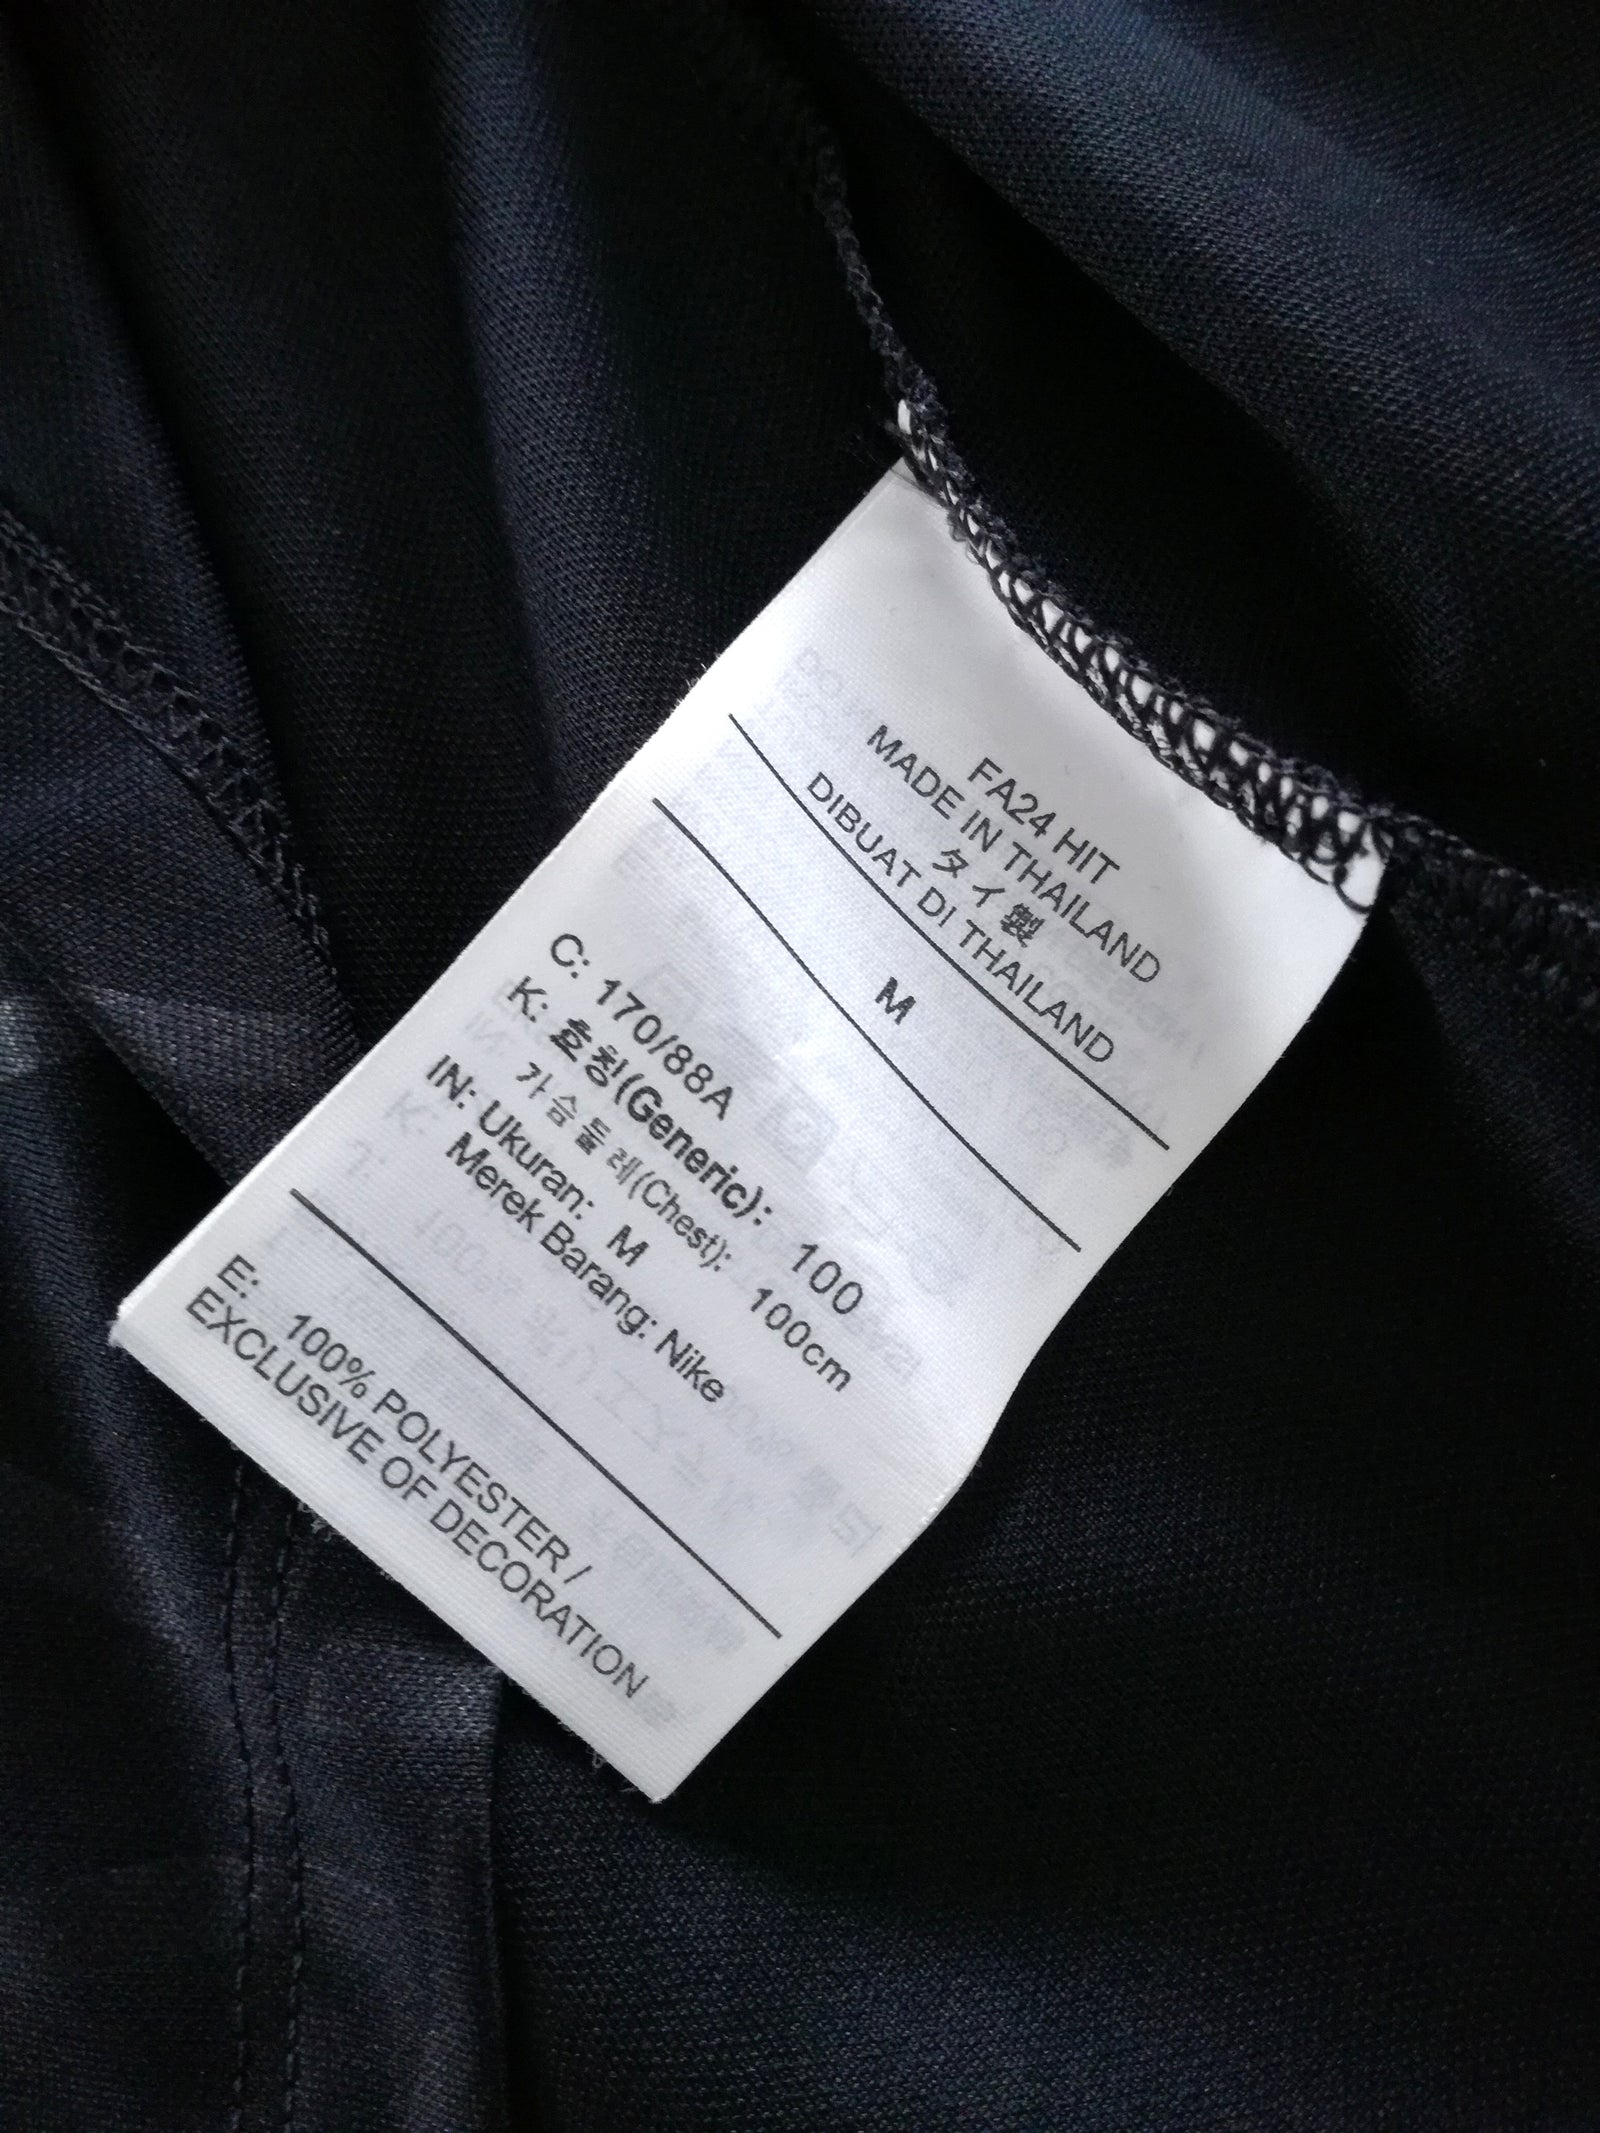 FA24 HIT
MADE IN THAILAND
タイ製
DIBUAT DI THAILAND
M
C: 170/88A
K: 호칭(Generic): 100
가슴둘레(Chest): 100cm
IN: Ukuran: M
Merek Barang: Nike
E: 100% POLYESTER /
EXCLUSIVE OF DECORATION